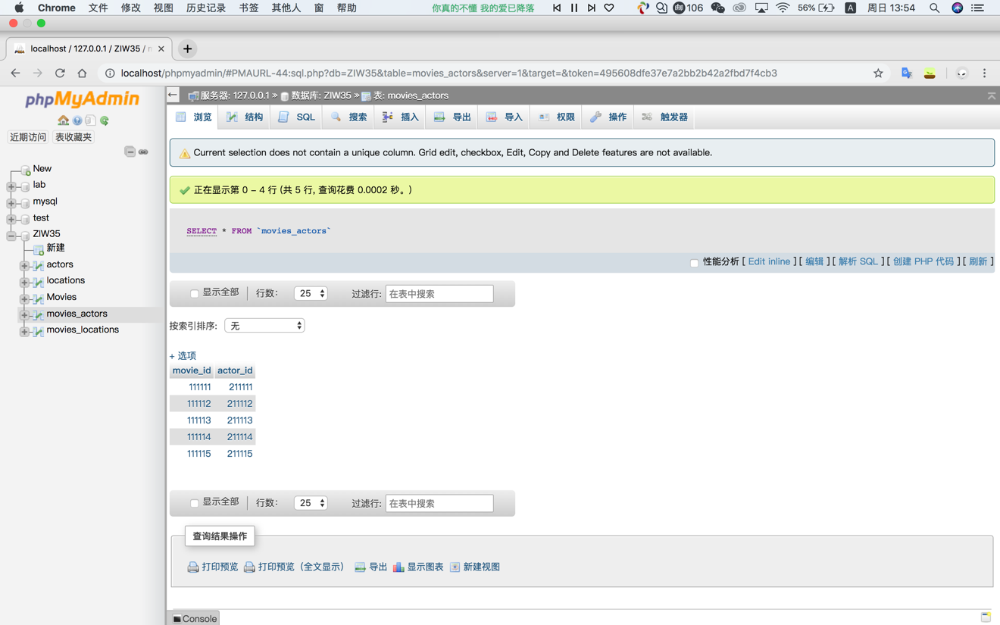 Chrome 文件 修改 视图 历史记录 书签 其他人 窗 帮助 你真的不懂 我的爱已降落 106 56% A 周日 13:54
localhost / 127.0.0.1 / ZIW35 /
localhost/phpmyadmin/#PMAURL-44:sql.php?db=ZIW35&table=movies_actors&server=1&target=&token=495608dfe37e7a2bb2b42a2fbd7f4cb3
phpMyAdmin
近期访问 表收藏夹
New
lab
mysql
test
ZIW35
新建
actors
locations
Movies
movies_actors
movies_locations
服务器: 127.0.0.1 » 数据库: ZIW35 » 表: movies_actors
浏览 结构 SQL 搜索 插入 导出 导入 权限 操作 触发器
Current selection does not contain a unique column. Grid edit, checkbox, Edit, Copy and Delete features are not available.
正在显示第 0 - 4 行 (共 5 行, 查询花费 0.0002 秒。)
SELECT * FROM `movies_actors`
性能分析 [ Edit inline ] [ 编辑 ] [ 解析 SQL ] [ 创建 PHP 代码 ] [ 刷新 ]
显示全部 行数: 25 过滤行: 在表中搜索
按索引排序: 无
+ 选项
movie_id actor_id
111111 211111
111112 211112
111113 211113
111114 211114
111115 211115
显示全部 行数: 25 过滤行: 在表中搜索
查询结果操作
打印预览 打印预览 (全文显示) 导出 显示图表 新建视图
Console